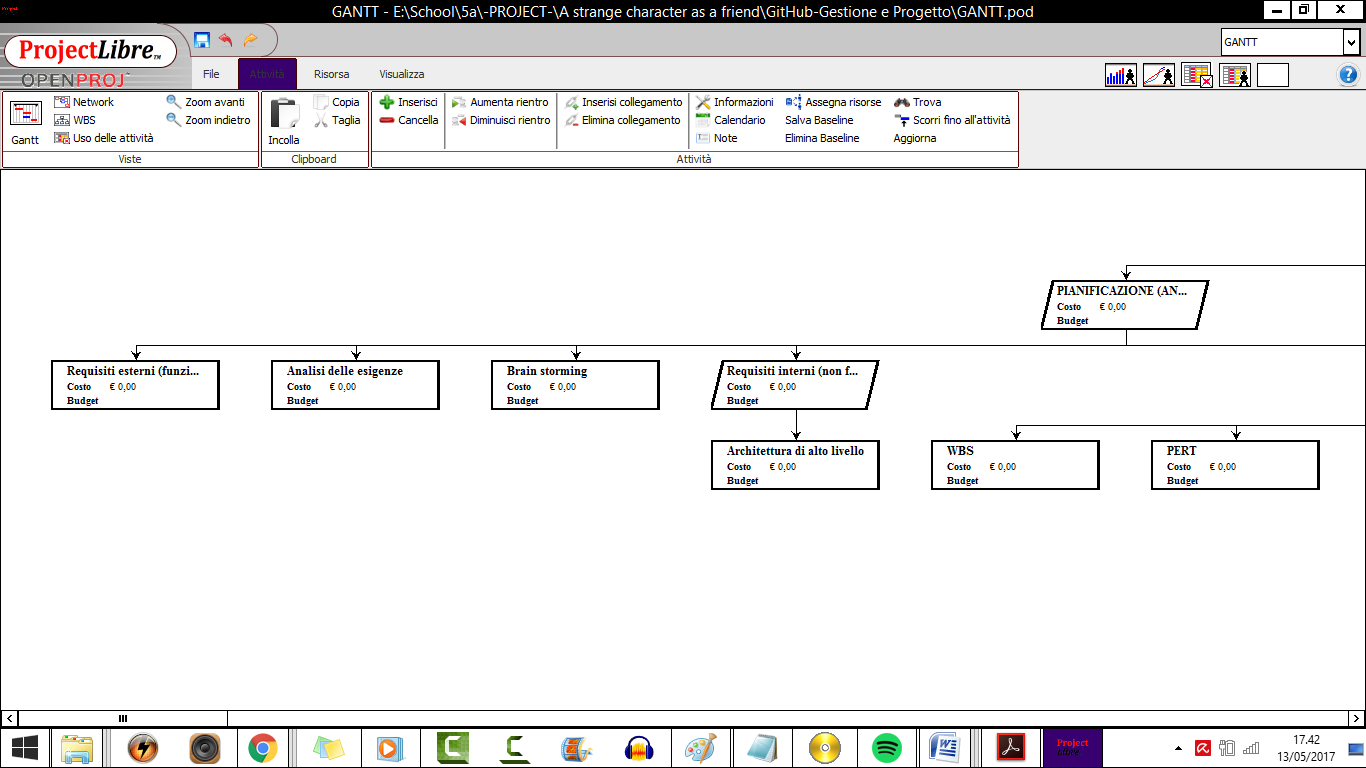 GANTT - E:\School\5a\-PROJECT-\A strange character as a friend\GitHub-Gestione e Progetto\GANTT.pod
ProjectLibre TM
OPENPROJ
GANTT
File Attività Risorsa Visualizza
Gantt
Network
WBS
Uso delle attività
Zoom avanti
Zoom indietro
Viste
Incolla
Copia
Taglia
Clipboard
Inserisci
Cancella
Aumenta rientro
Diminuisci rientro
Inserisi collegamento
Elimina collegamento
Informazioni
Calendario
Note
Assegna risorse
Salva Baseline
Elimina Baseline
Trova
Scorri fino all'attività
Aggiorna
Attività
PIANIFICAZIONE (AN...
Costo € 0,00
Budget
Requisiti esterni (funzi...
Costo € 0,00
Budget
Analisi delle esigenze
Costo € 0,00
Budget
Brain storming
Costo € 0,00
Budget
Requisiti interni (non f...
Costo € 0,00
Budget
Architettura di alto livello
Costo € 0,00
Budget
WBS
Costo € 0,00
Budget
PERT
Costo € 0,00
Budget
Project
Libre
17.42
13/05/2017